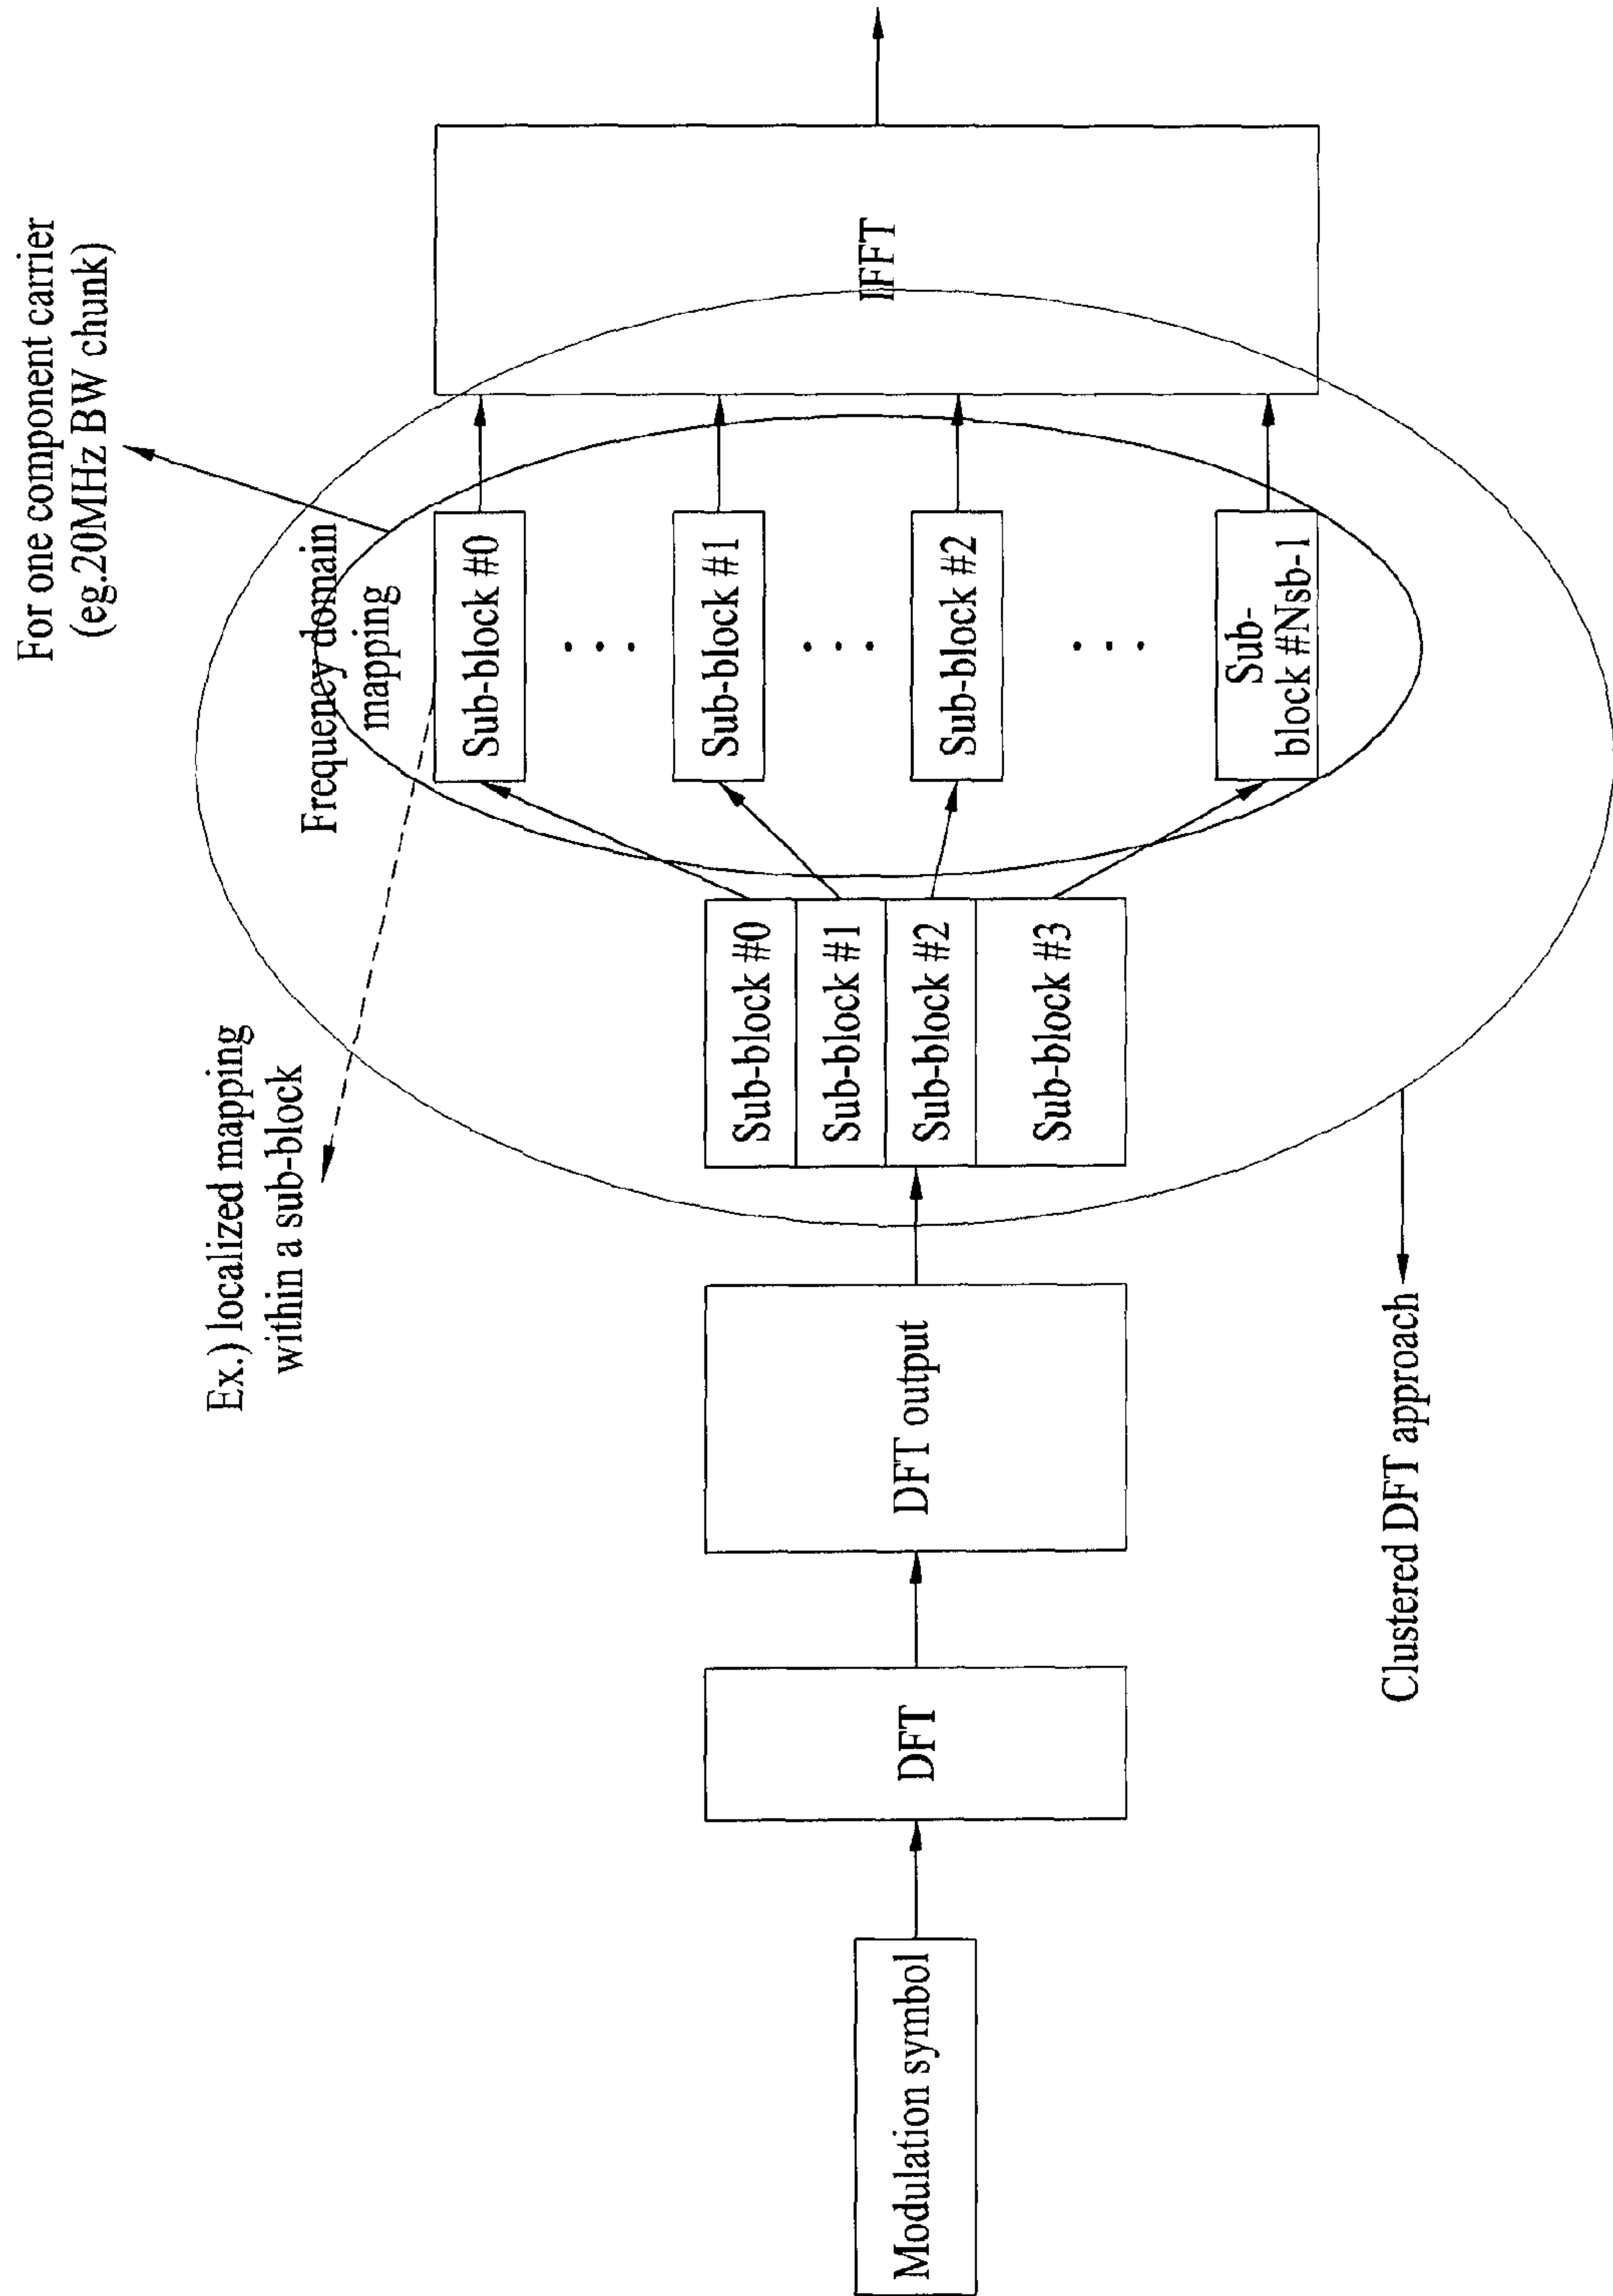 For one component carrier
(eg.20MHz BW chunk)
Ex.) localized mapping
within a sub-block
Frequency domain
mapping
Modulation symbol
DFT
DFT output
Sub-block #0
Sub-block #1
Sub-block #2
Sub-block #3
Sub-block #0
Sub-block #1
Sub-block #2
Sub-
block #Nsb-1
IFFT
Clustered DFT approach